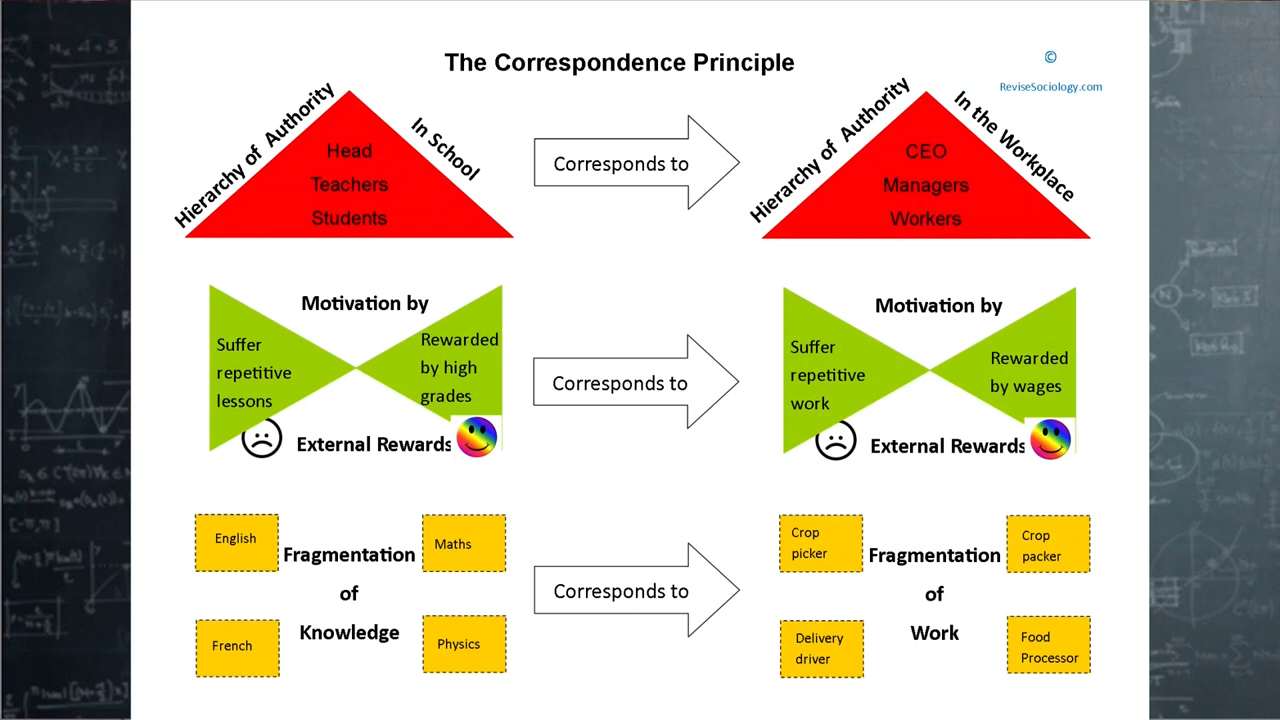 The Correspondence Principle
©
ReviseSociology.com
Hierarchy of Authority
In School
Head
Teachers
Students
Corresponds to
Hierarchy of Authority
In the Workplace
CEO
Managers
Workers
Motivation by
Suffer
repetitive
lessons
Rewarded
by high
grades
External Rewards
Corresponds to
Motivation by
Suffer
repetitive
work
Rewarded
by wages
External Rewards
English
Maths
Fragmentation
of
Knowledge
French
Physics
Corresponds to
Crop
picker
Crop
packer
Fragmentation
of
Work
Delivery
driver
Food
Processor